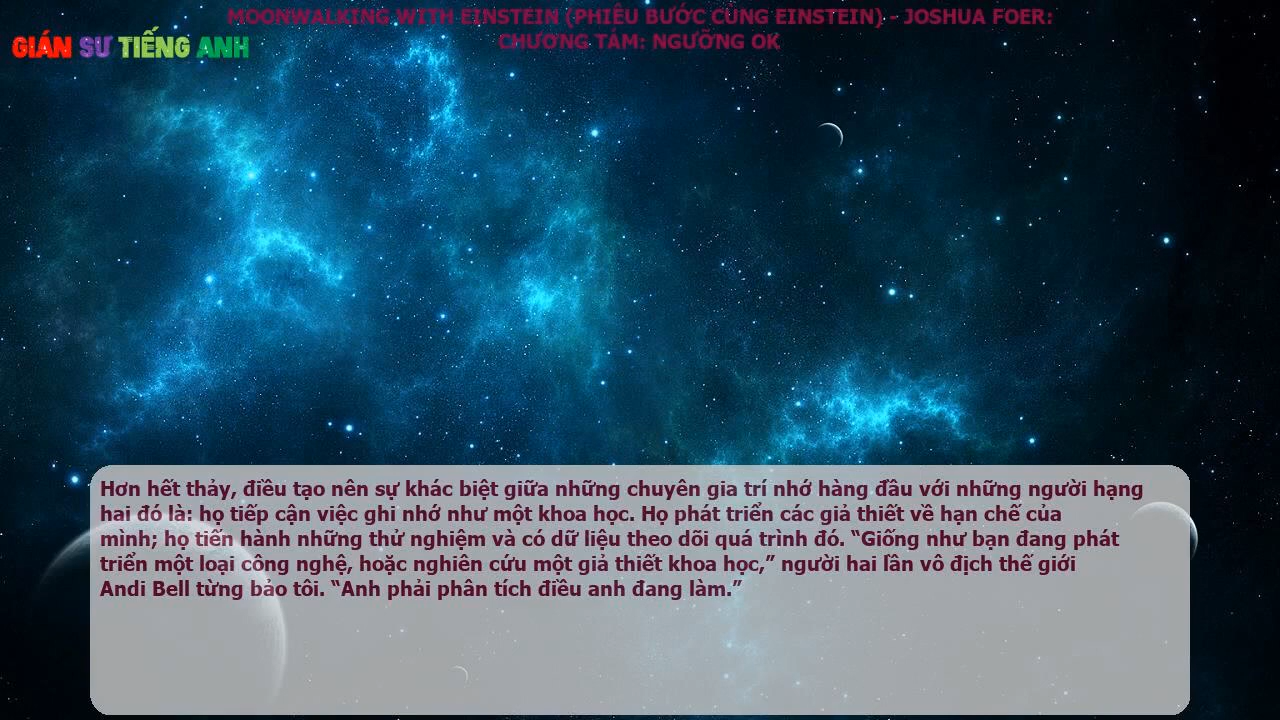 MOONWALKING WITH EINSTEIN (PHIÊU BƯỚC CÙNG EINSTEIN) - JOSHUA FOER:
CHƯƠNG TÁM: NGƯỠNG OK
GIÁN SƯ TIẾNG ANH
Hơn hết thảy, điều tạo nên sự khác biệt giữa những chuyên gia trí nhớ hàng đầu với những người hạng
hai đó là: họ tiếp cận việc ghi nhớ như một khoa học. Họ phát triển các giả thiết về hạn chế của
mình; họ tiến hành những thử nghiệm và có dữ liệu theo dõi quá trình đó. “Giống như bạn đang phát
triển một loại công nghệ, hoặc nghiên cứu một giả thiết khoa học,” người hai lần vô địch thế giới
Andi Bell từng bảo tôi. “Anh phải phân tích điều anh đang làm.”